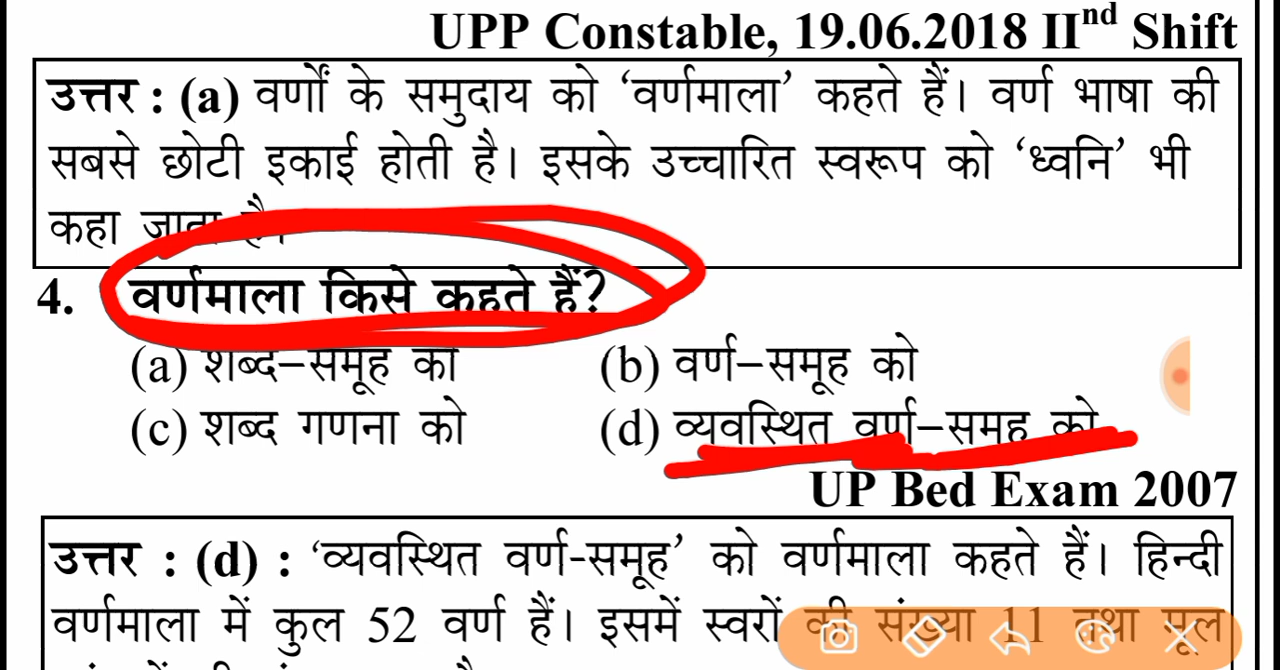 UPP Constable, 19.06.2018 IInd Shift
उत्तर : (a) वर्णों के समुदाय को ‘वर्णमाला’ कहते हैं। वर्ण भाषा की
सबसे छोटी इकाई होती है। इसके उच्चारित स्वरूप को ‘ध्वनि’ भी
कहा जाता है।
4. वर्णमाला किसे कहते हैं?
(a) शब्द–समूह को (b) वर्ण–समूह को
(c) शब्द गणना को (d) व्यवस्थित वर्ण–समूह को
UP Bed Exam 2007
उत्तर : (d) : ‘व्यवस्थित वर्ण-समूह’ को वर्णमाला कहते हैं। हिन्दी
वर्णमाला में कुल 52 वर्ण हैं। इसमें स्वरों की संख्या 11 तथा मूल